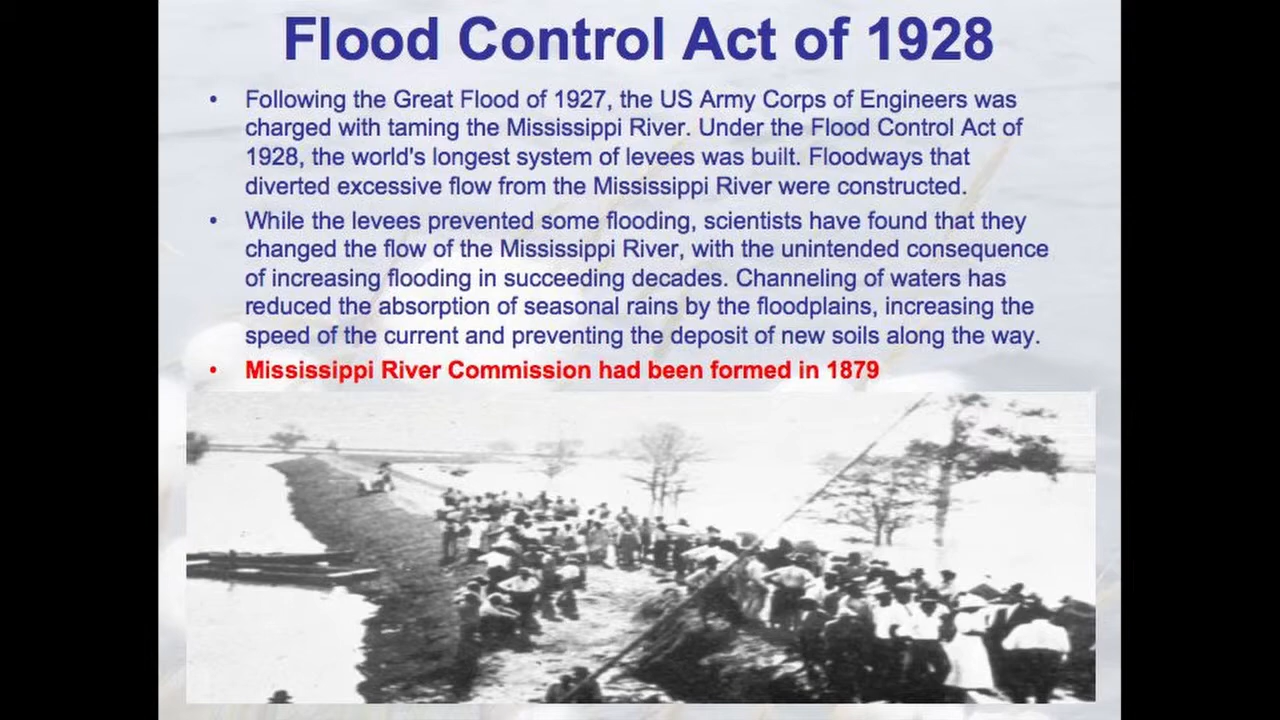 Flood Control Act of 1928
• Following the Great Flood of 1927, the US Army Corps of Engineers was
charged with taming the Mississippi River. Under the Flood Control Act of
1928, the world's longest system of levees was built. Floodways that
diverted excessive flow from the Mississippi River were constructed.
• While the levees prevented some flooding, scientists have found that they
changed the flow of the Mississippi River, with the unintended consequence
of increasing flooding in succeeding decades. Channeling of waters has
reduced the absorption of seasonal rains by the floodplains, increasing the
speed of the current and preventing the deposit of new soils along the way.
• Mississippi River Commission had been formed in 1879